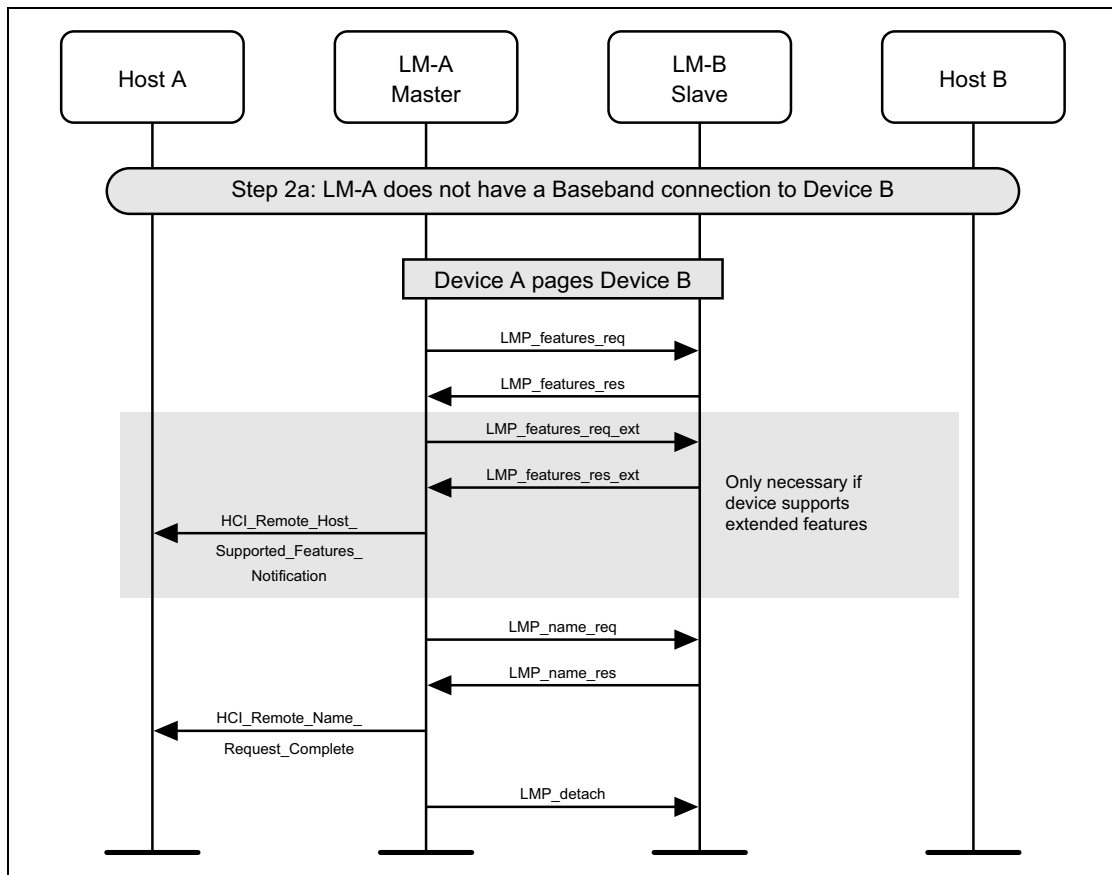 Host A
LM-A
Master
LM-B
Slave
Host B
Step 2a: LM-A does not have a Baseband connection to Device B
Device A pages Device B
LMP_features_req
LMP_features_res
LMP_features_req_ext
LMP_features_res_ext
Only necessary if
device supports
extended features
HCI_Remote_Host_
Supported_Features_
Notification
LMP_name_req
LMP_name_res
HCI_Remote_Name_
Request_Complete
LMP_detach